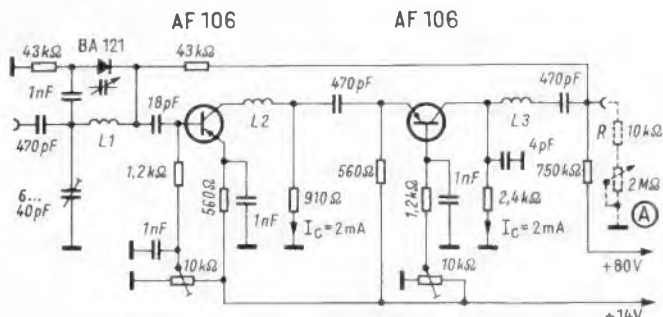 AF 106
AF 106
43kΩ
BA 121
43kΩ
1nF
18pF
470pF
L1
L2
470pF
470pF
L3
R
10kΩ
4pF
6...
40pF
1,2kΩ
560Ω
1nF
910Ω
560Ω
1,2kΩ
1nF
2,4kΩ
750kΩ
2MΩ
1nF
I_C = 2mA
I_C = 2mA
A
10kΩ
10kΩ
+80V
+14V